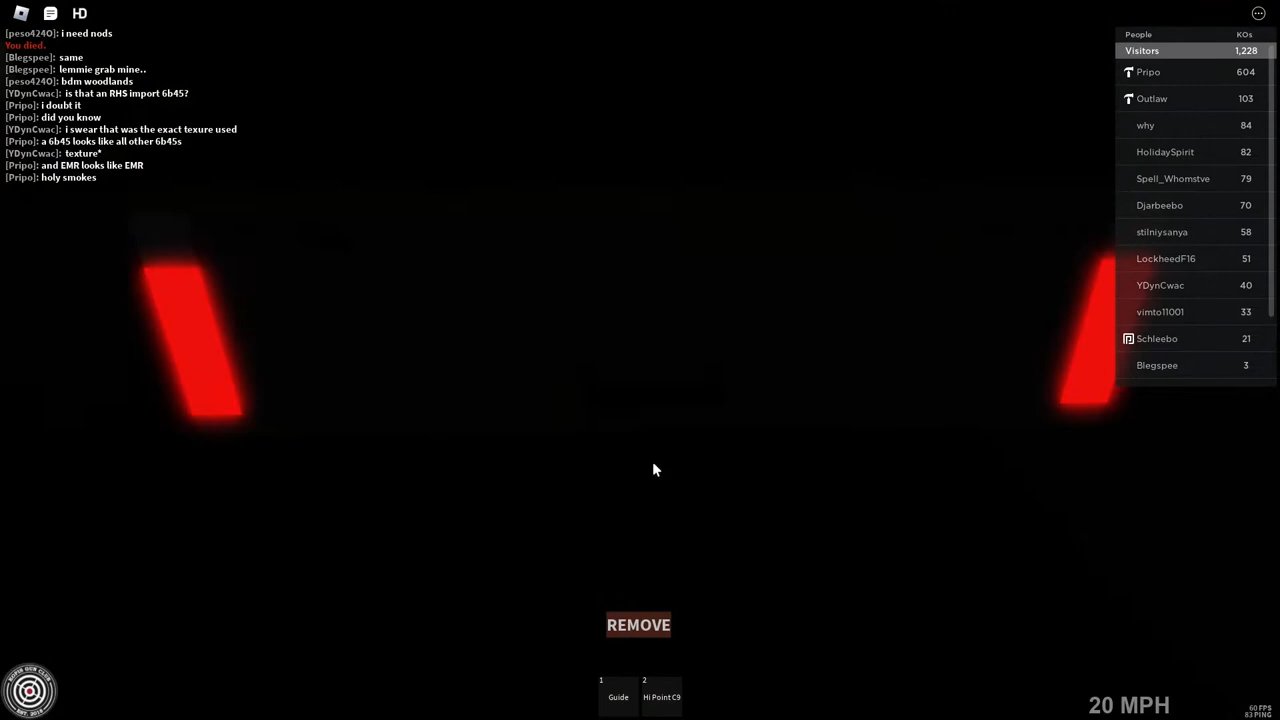 HD
[peso424O]: i need nods
You died.
[Blegspee]: same
[Blegspee]: lemmie grab mine..
[peso424O]: bdm woodlands
[YDynCwac]: is that an RHS import 6b45?
[Pripo]: i doubt it
[Pripo]: did you know
[YDynCwac]: i swear that was the exact texure used
[Pripo]: a 6b45 looks like all other 6b45s
[YDynCwac]: texture*
[Pripo]: and EMR looks like EMR
[Pripo]: holy smokes
People KOs
Visitors 1,228
Pripo 604
Outlaw 103
why 84
HolidaySpirit 82
Spell_Whomstve 79
Djarbeebo 70
stilniysanya 58
LockheedF16 51
YDynCwac 40
vimto11001 33
Schleebo 21
Blegspee 3
REMOVE
1 2
Guide Hi Point C9
20 MPH
60 FPS
83 PING